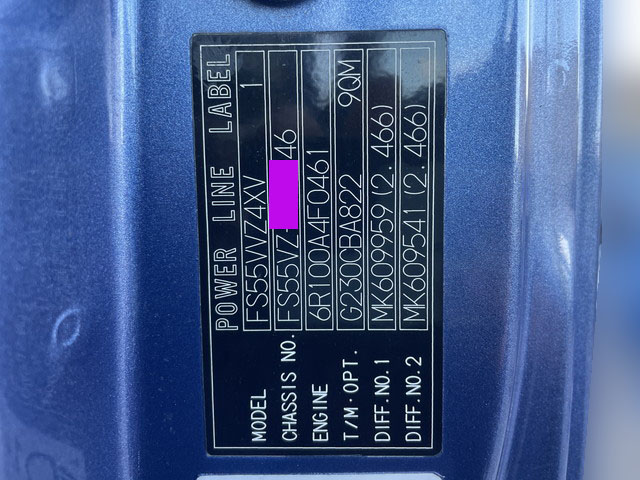 POWER LINE LABEL
MODEL FS55VVZ4XV 1
CHASSIS NO. FS55VZ- 46
ENGINE 6R100A4F0461
T/M·OPT. G230CBA822 9QM
DIFF.NO.1 MK609959(2.466)
DIFF.NO.2 MK609541(2.466)